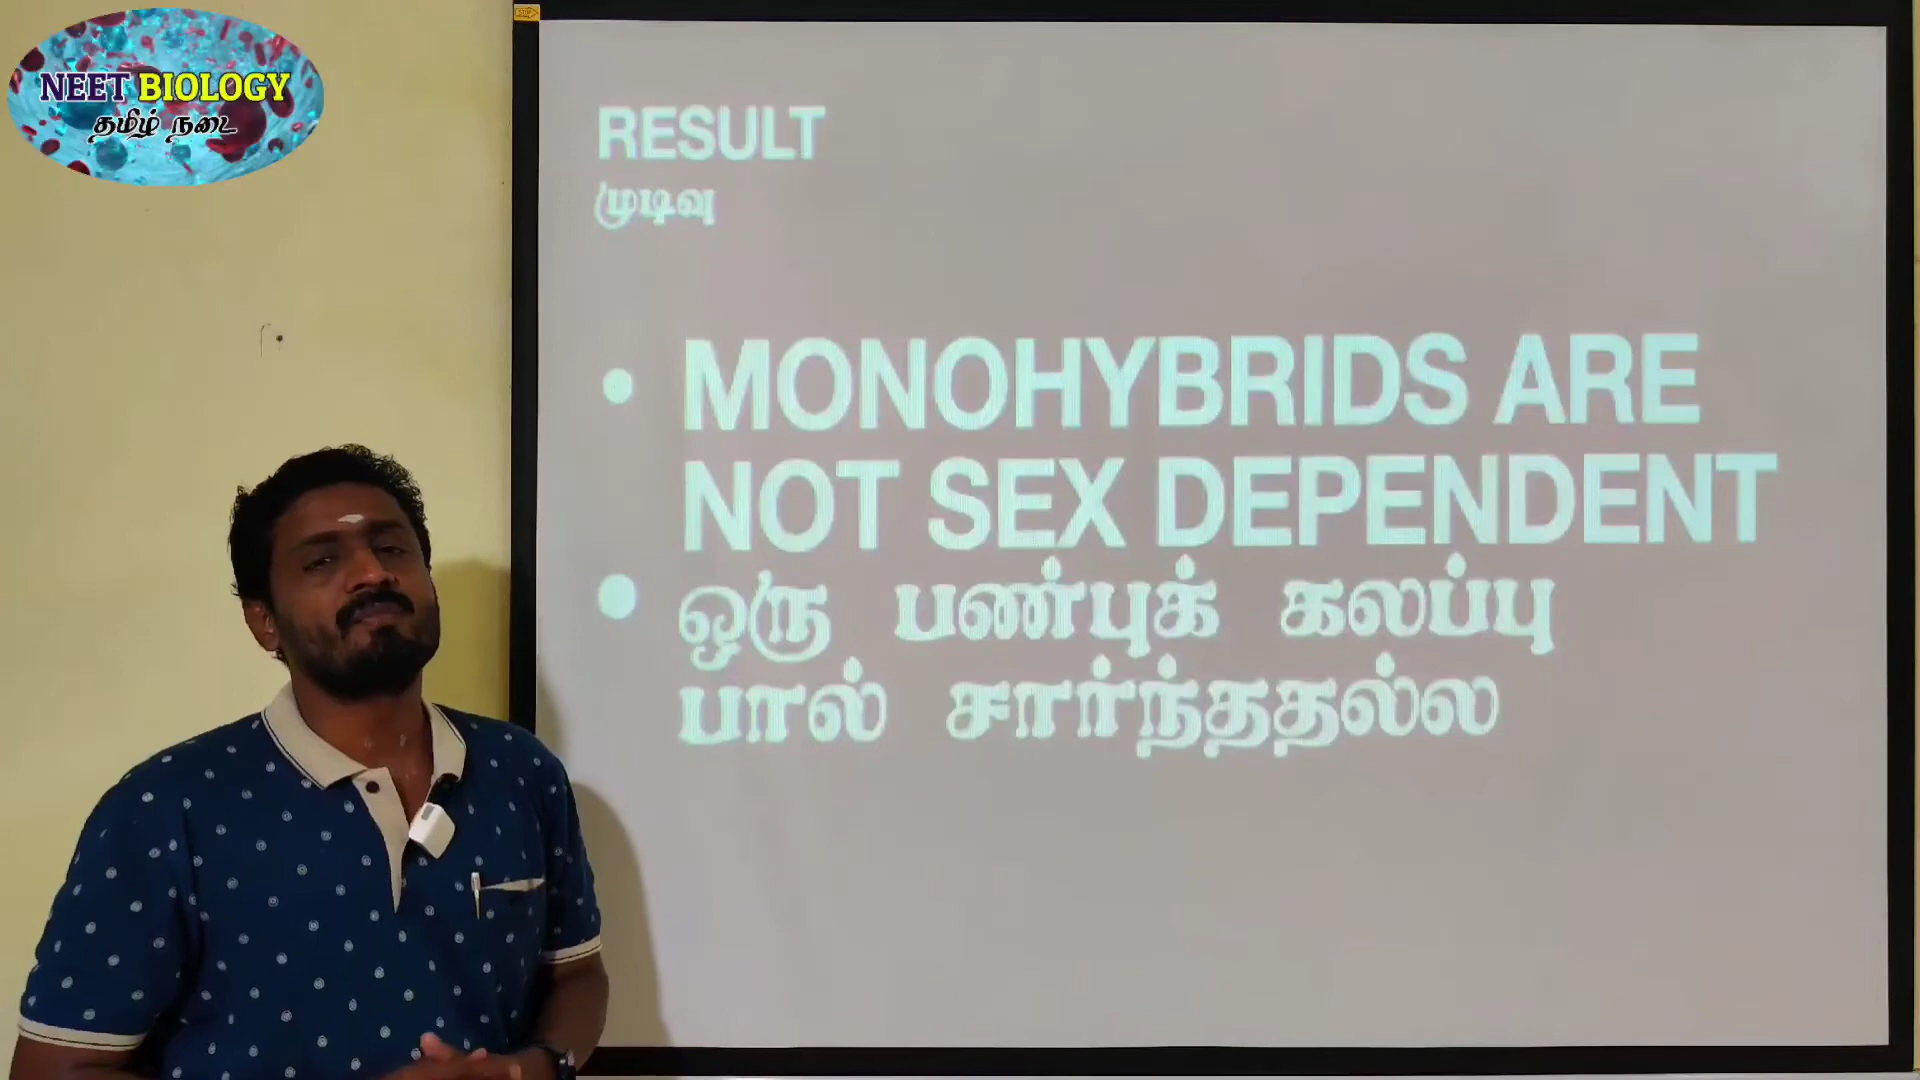 NEET BIOLOGY
தமிழ் நடை
RESULT
முடிவு
• MONOHYBRIDS ARE
NOT SEX DEPENDENT
• ஒரு பண்புக் கலப்பு
பால் சார்ந்ததல்ல